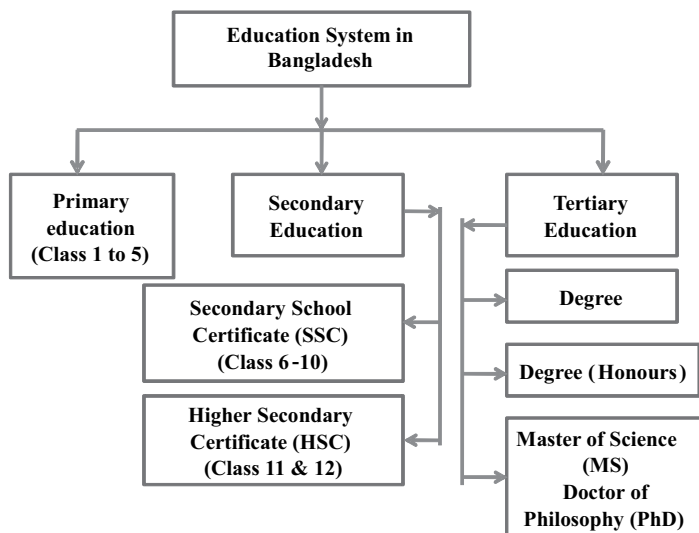 Education System in
Bangladesh
Primary
education
(Class 1 to 5)
Secondary
Education
Tertiary
Education
Secondary School
Certificate (SSC)
(Class 6-10)
Higher Secondary
Certificate (HSC)
(Class 11 & 12)
Degree
Degree (Honours)
Master of Science
(MS)
Doctor of
Philosophy (PhD)